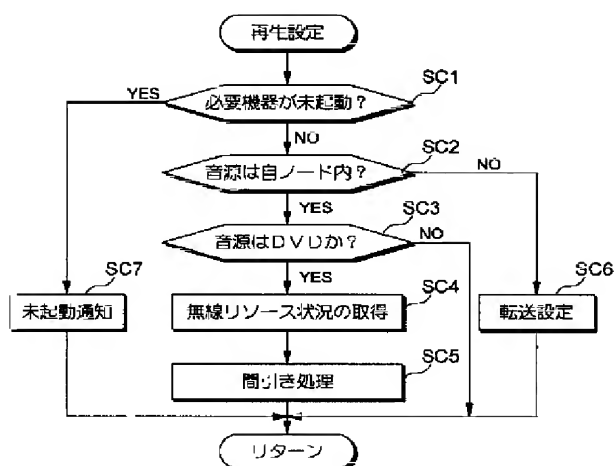 再生設定
必要機器が未起動?
SC1
YES
NO
音源は自ノード内?
SC2
NO
YES
音源はDVDか?
SC3
NO
YES
SC7
未起動通知
無線リソース状況の取得
SC4
SC6
転送設定
間引き処理
SC5
リターン